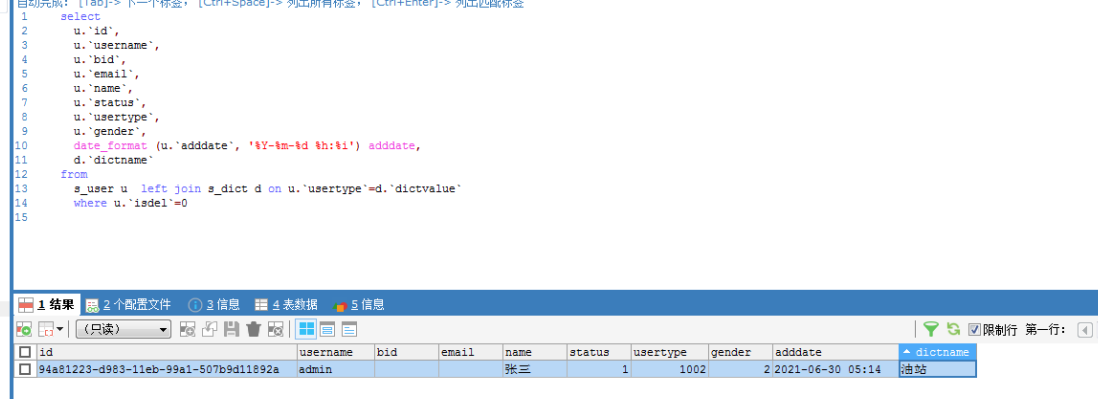 自动完成: [Tab]-> 下一个标签, [Ctrl+Space]-> 列出所有标签, [Ctrl+Enter]-> 列出匹配标签
1 select
2 u.`id`,
3 u.`username`,
4 u.`bid`,
5 u.`email`,
6 u.`name`,
7 u.`status`,
8 u.`usertype`,
9 u.`gender`,
10 date_format (u.`adddate`, '%Y-%m-%d %h:%i') adddate,
11 d.`dictname`
12 from
13 s_user u  left join s_dict d on u.`usertype`=d.`dictvalue`
14 where u.`isdel`=0
15
1 结果 2 个配置文件 3 信息 4 表数据 5 信息
(只读) 限制行 第一行:
id username bid email name status usertype gender adddate dictname
94a81223-d983-11eb-99a1-507b9d11892a admin 张三 1 1002 2 2021-06-30 05:14 油站